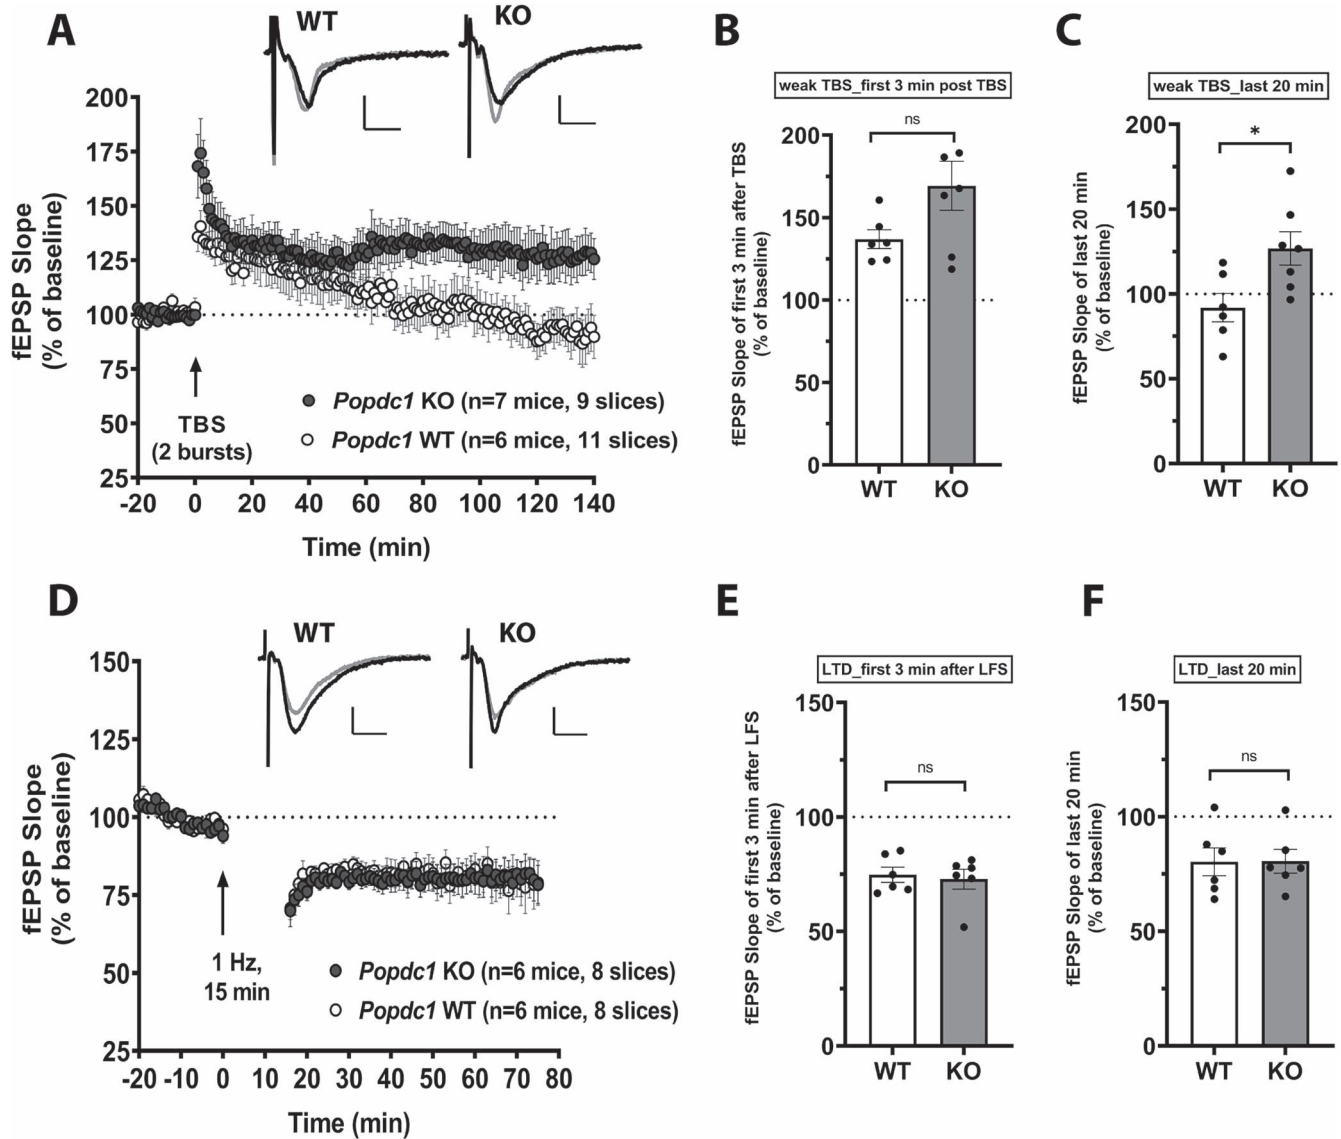 A
WT
KO
200
175
150
125
100
75
50
25
fEPSP Slope
(% of baseline)
TBS
(2 bursts)
Popdc1 KO (n=7 mice, 9 slices)
Popdc1 WT (n=6 mice, 11 slices)
-20 0 20 40 60 80 100 120 140
Time (min)
B
weak TBS_first 3 min post TBS
ns
200
150
100
50
0
fEPSP Slope of first 3 min after TBS
(% of baseline)
WT KO
C
weak TBS_last 20 min
*
200
150
100
50
0
fEPSP Slope of last 20 min
(% of baseline)
WT KO
D
WT
KO
150
125
100
75
50
25
fEPSP Slope
(% of baseline)
1 Hz,
15 min
Popdc1 KO (n=6 mice, 8 slices)
Popdc1 WT (n=6 mice, 8 slices)
-20 -10 0 10 20 30 40 50 60 70 80
Time (min)
E
LTD_first 3 min after LFS
ns
150
100
50
0
fEPSP Slope of first 3 min after LFS
(% of baseline)
WT KO
F
LTD_last 20 min
ns
150
100
50
0
fEPSP Slope of last 20 min
(% of baseline)
WT KO